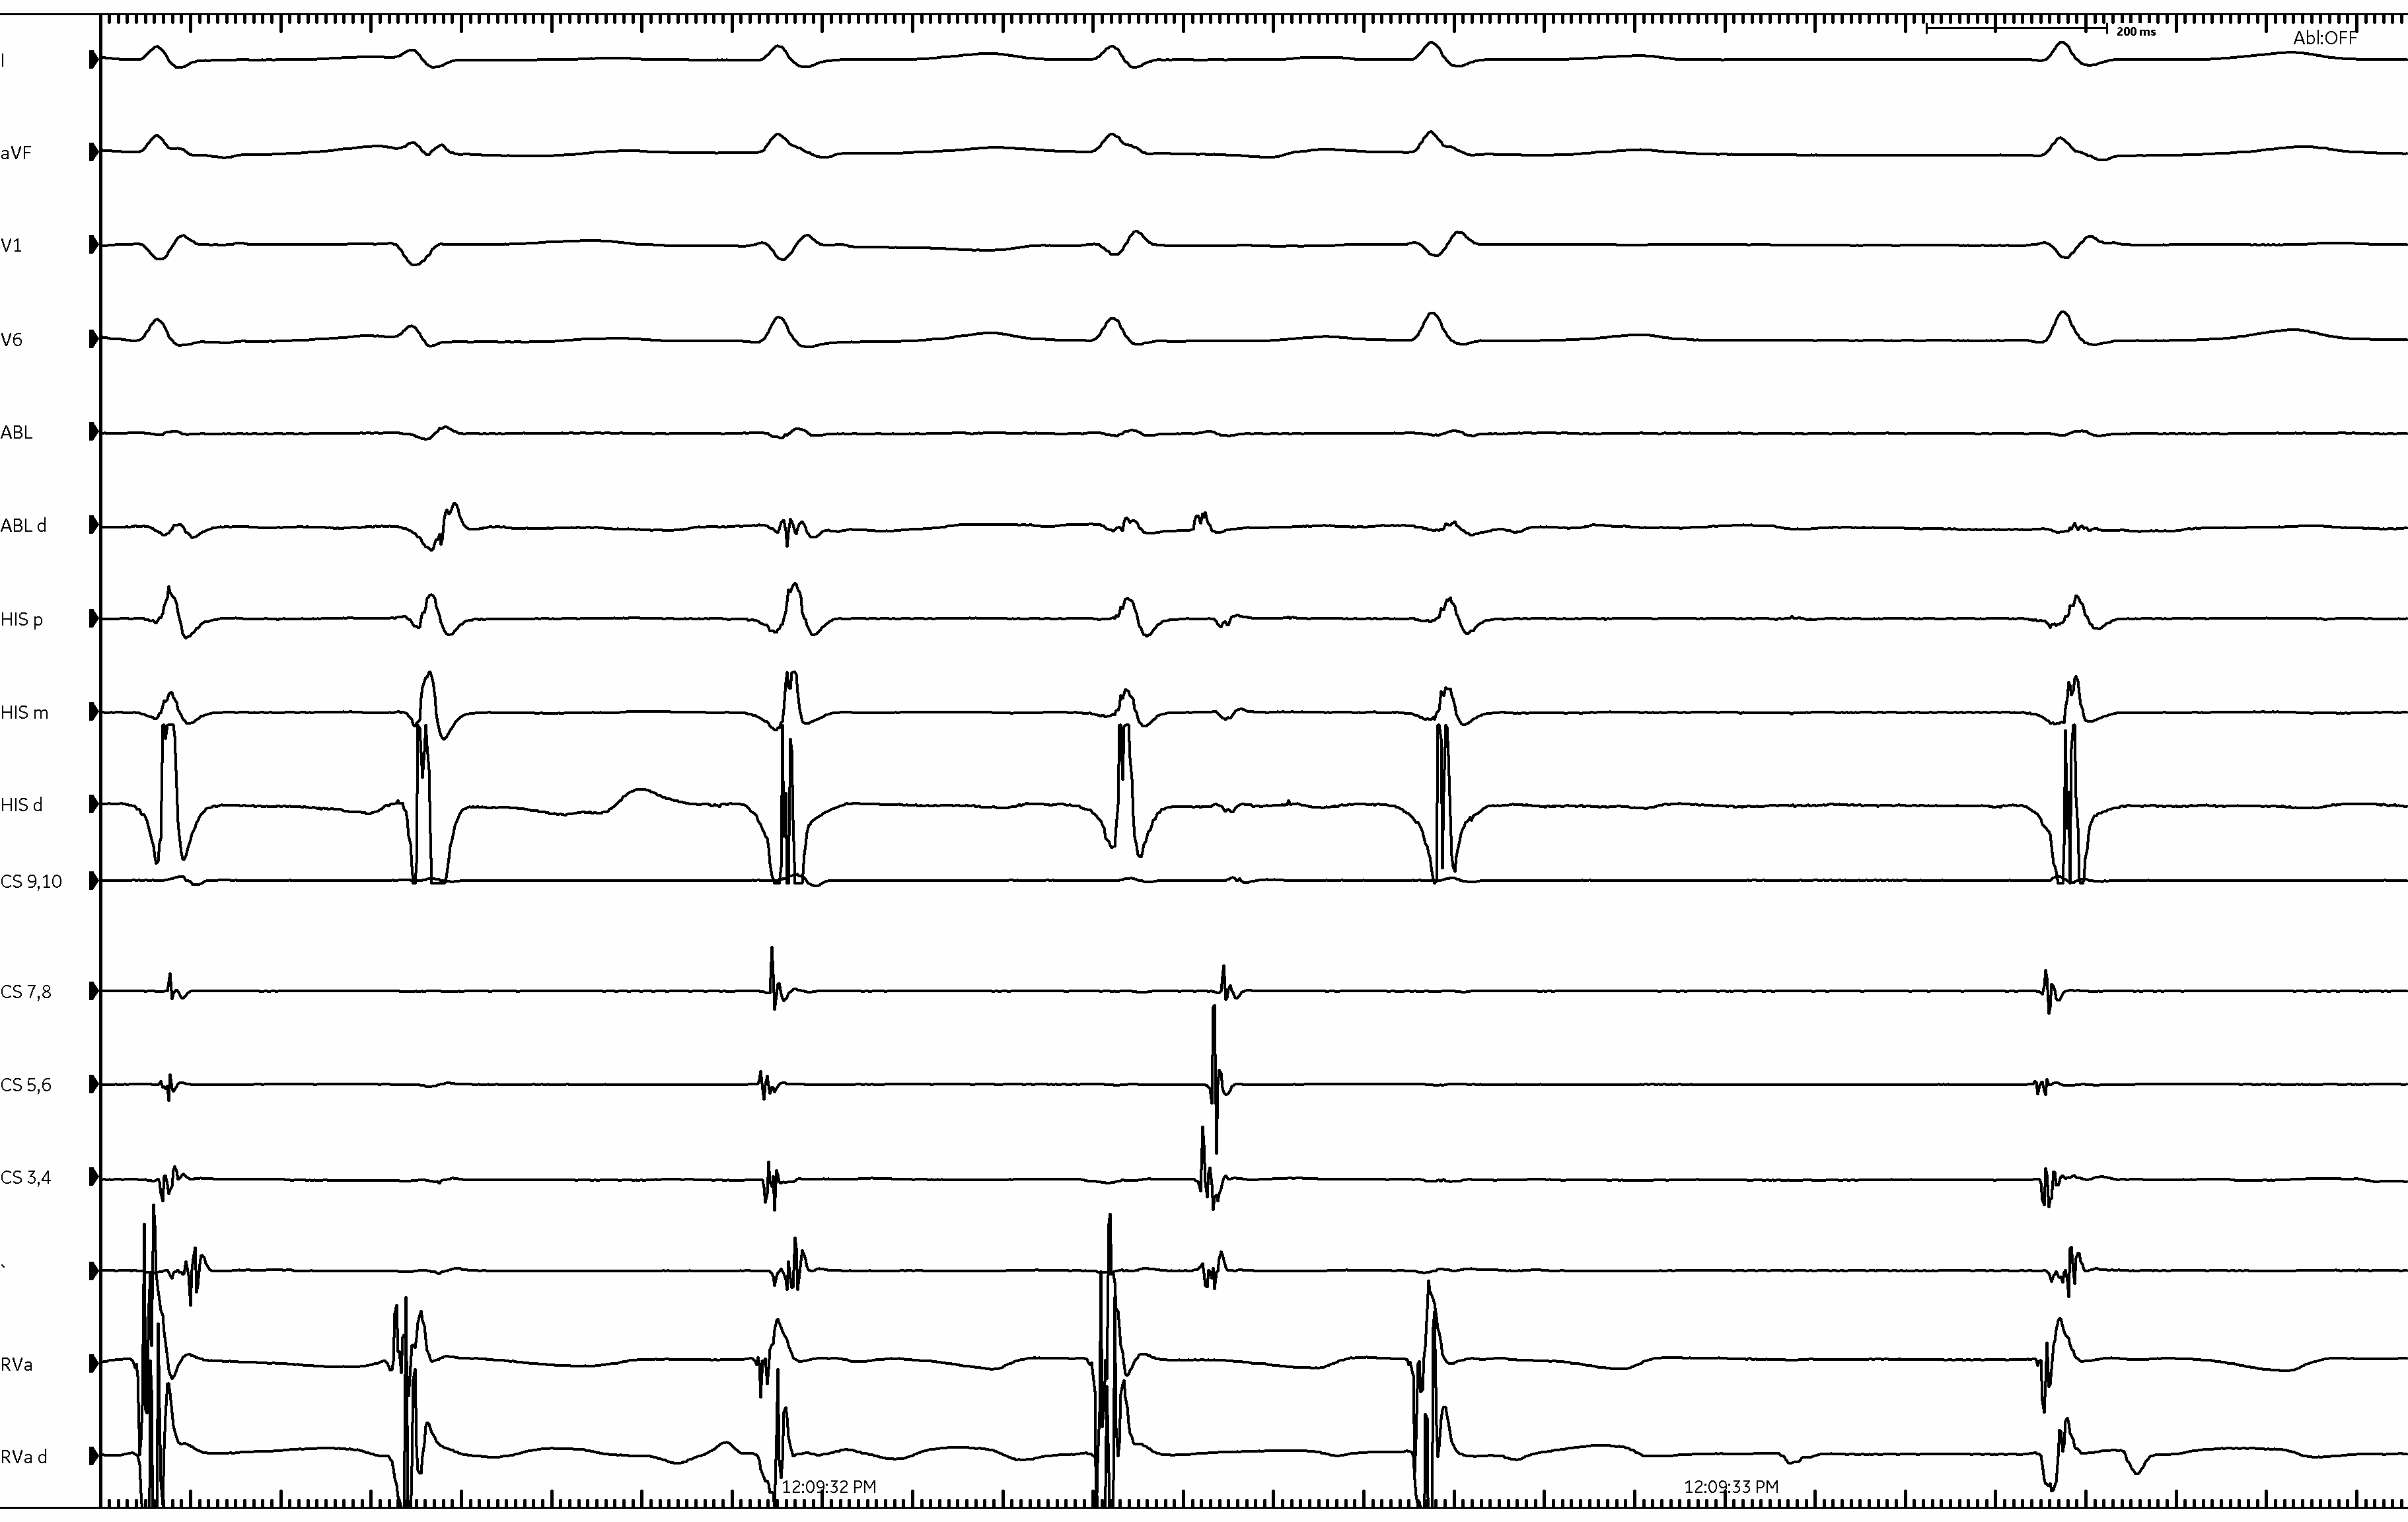 200 ms
Abl:OFF
I
aVF
V1
V6
ABL
ABL d
HIS p
HIS m
HIS d
CS 9,10
CS 7,8
CS 5,6
CS 3,4
`
RVa
RVa d
12:09:32 PM 12:09:33 PM